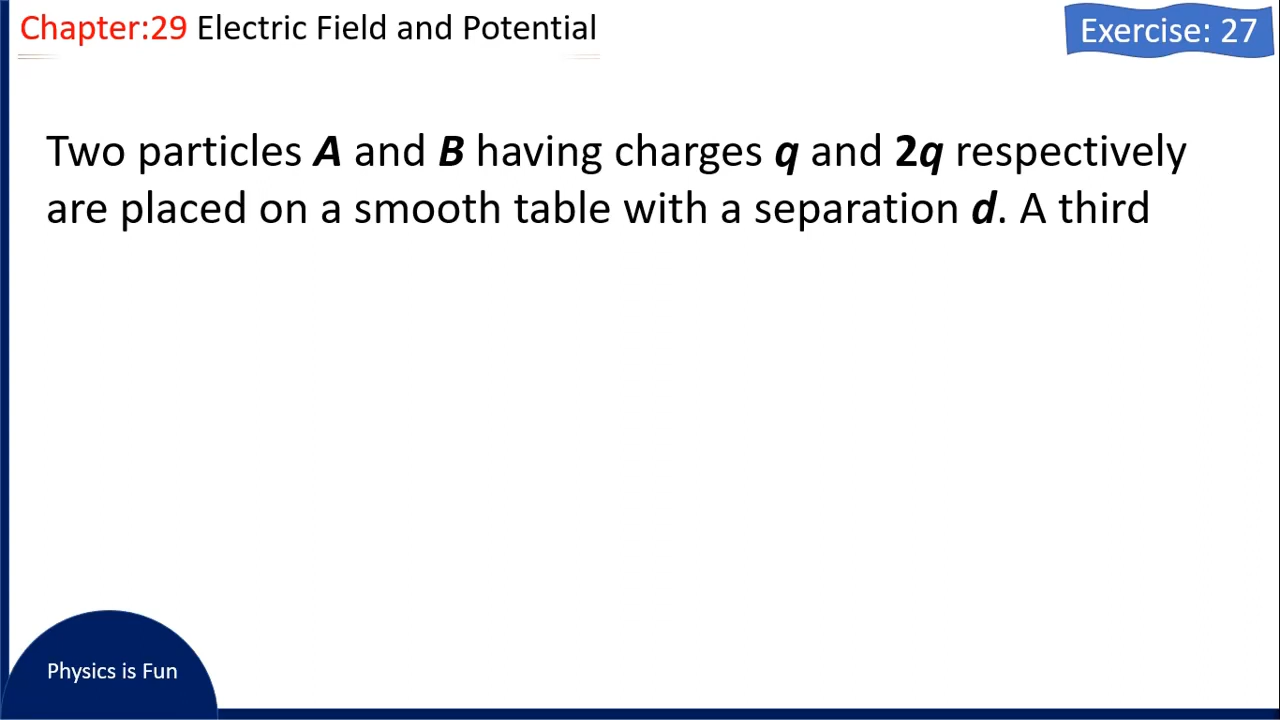 Chapter:29 Electric Field and Potential
Exercise: 27
Two particles A and B having charges q and 2q respectively
are placed on a smooth table with a separation d. A third
Physics is Fun